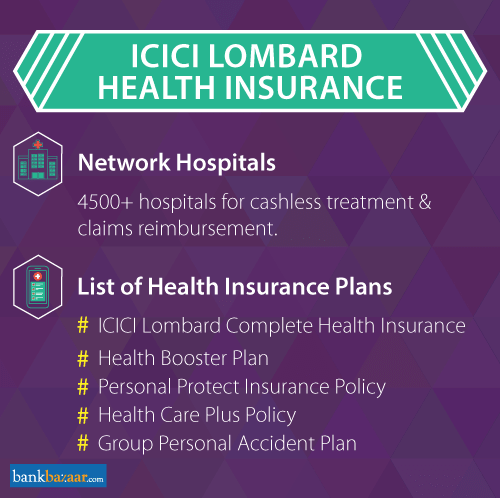 ICICI LOMBARD
HEALTH INSURANCE
Network Hospitals
4500+ hospitals for cashless treatment &
claims reimbursement.
List of Health Insurance Plans
# ICICI Lombard Complete Health Insurance
# Health Booster Plan
# Personal Protect Insurance Policy
# Health Care Plus Policy
# Group Personal Accident Plan
bankbazaar.com